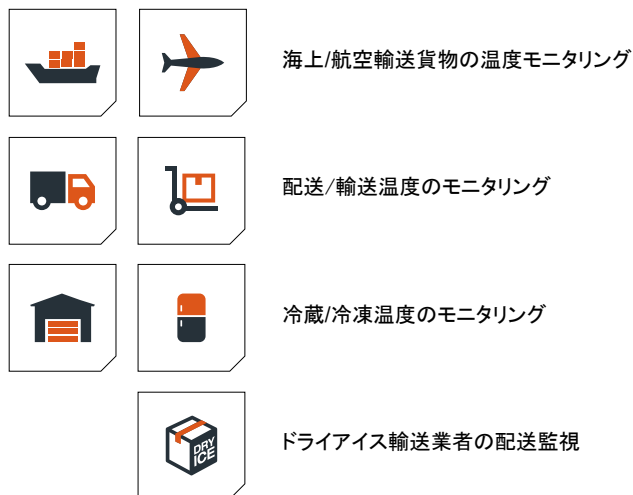 海上/航空輸送貨物の温度モニタリング
配送/輸送温度のモニタリング
冷蔵/冷凍温度のモニタリング
DRY
ICE
ドライアイス輸送業者の配送監視